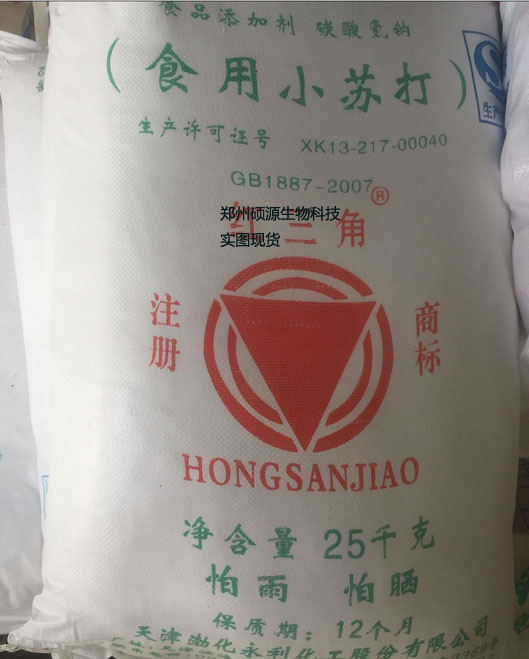 食品添加剂 碳酸氢钠
（食用小苏打）
生产许可证号 XK13-217-00040
GB1887-2007
®
郑州硕源生物科技
红三角
实图现货
注册
商标
HONGSANJIAO
净含量 25千克
怕雨 怕晒
保质期：12个月
天津渤化永利化工股份有限公司